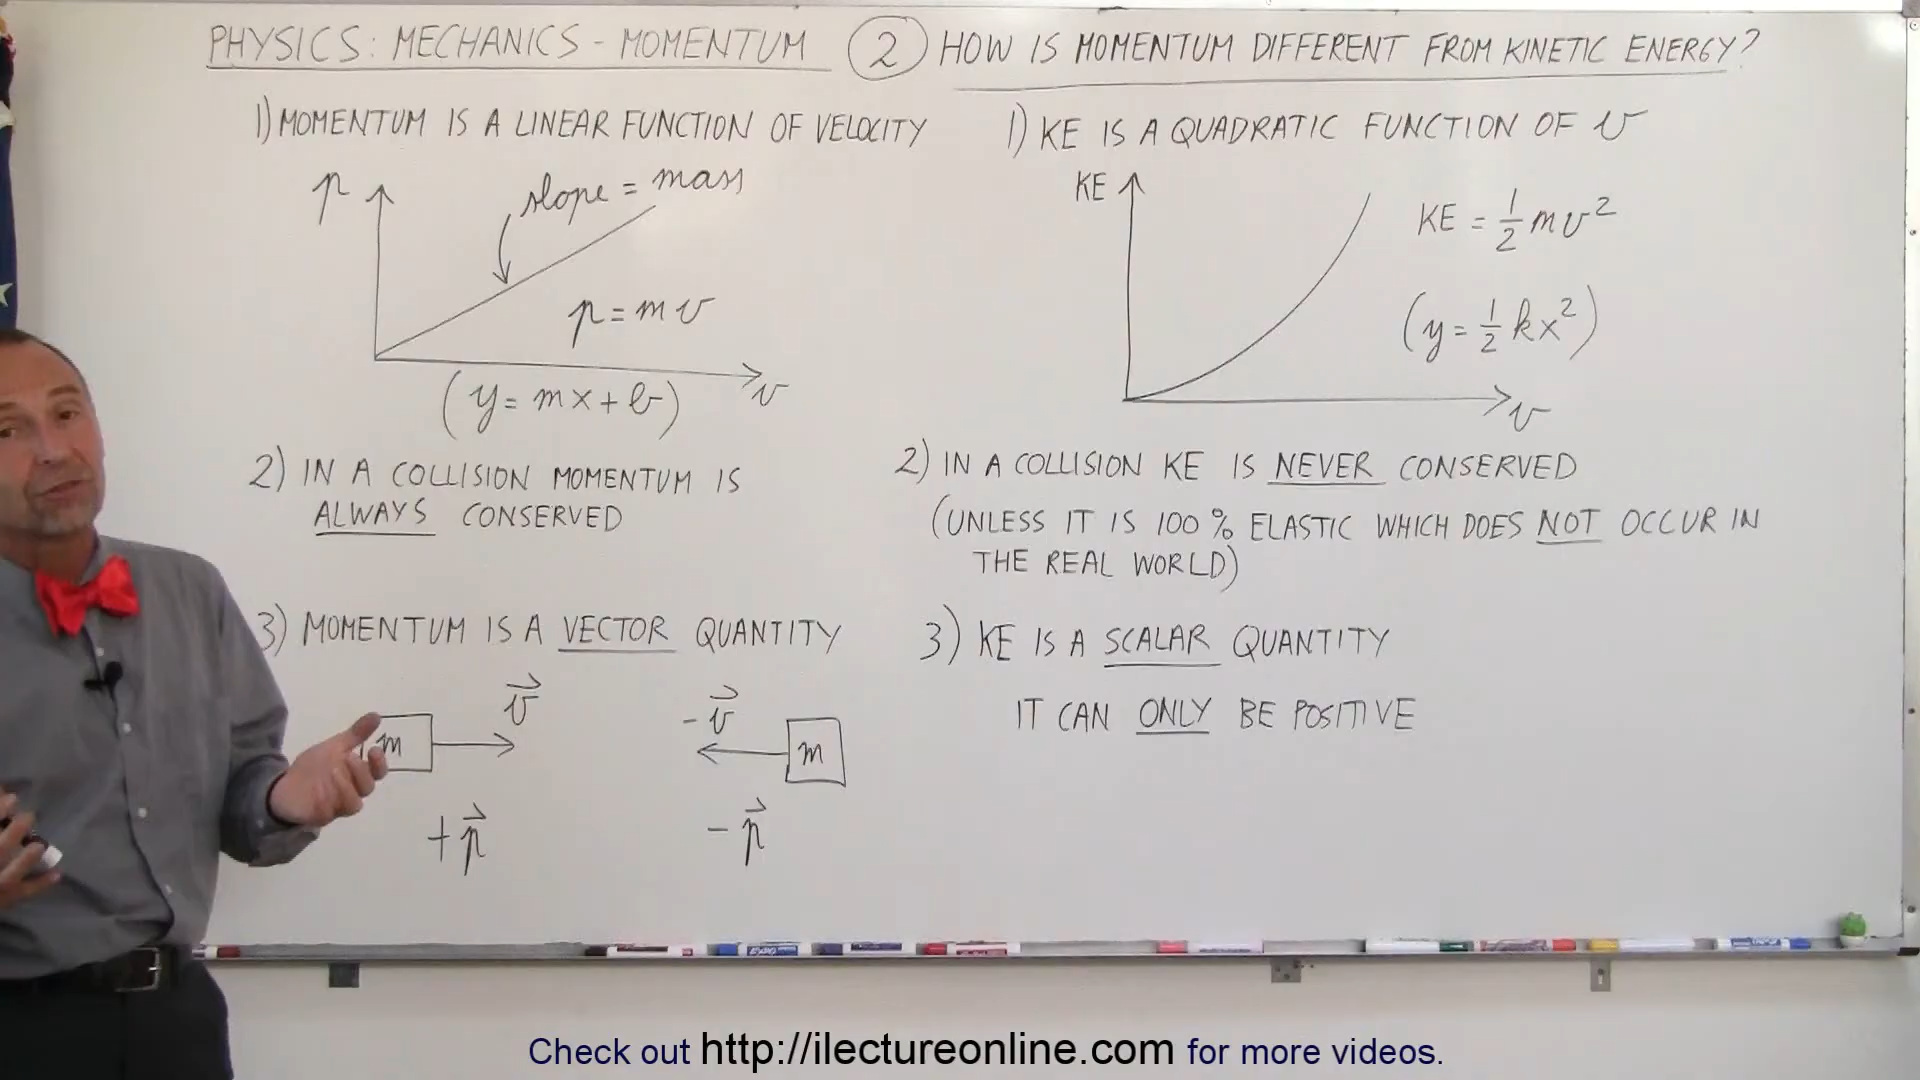 PHYSICS: MECHANICS - MOMENTUM ② HOW IS MOMENTUM DIFFERENT FROM KINETIC ENERGY?
1) MOMENTUM IS A LINEAR FUNCTION OF VELOCITY
p
slope = mass
p = mv
v
(y = mx + b)
2) IN A COLLISION MOMENTUM IS
ALWAYS CONSERVED
3) MOMENTUM IS A VECTOR QUANTITY
m
v⃗
-v⃗
m
+p⃗
-p⃗
1) KE IS A QUADRATIC FUNCTION OF v
KE
KE = ½mv²
(y = ½kx²)
v
2) IN A COLLISION KE IS NEVER CONSERVED
(UNLESS IT IS 100% ELASTIC WHICH DOES NOT OCCUR IN
THE REAL WORLD)
3) KE IS A SCALAR QUANTITY
IT CAN ONLY BE POSITIVE
Check out http://ilectureonline.com for more videos.